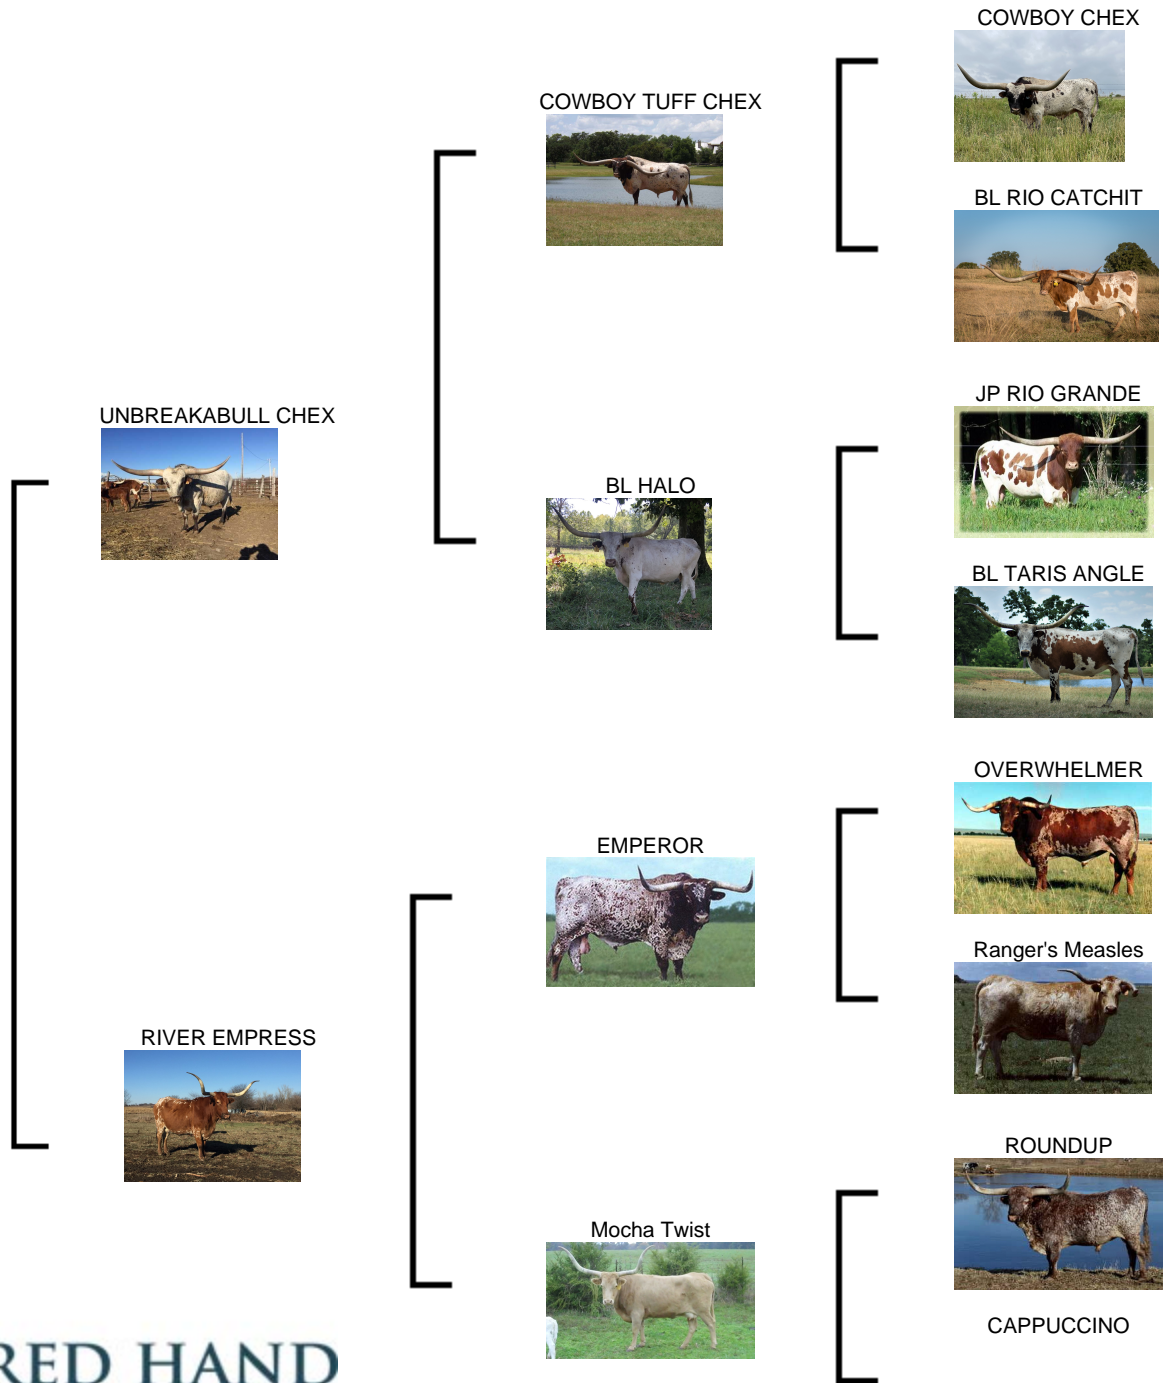 COWBOY CHEX
COWBOY TUFF CHEX
BL RIO CATCHIT
JP RIO GRANDE
UNBREAKABULL CHEX
BL HALO
BL TARIS ANGLE
OVERWHELMER
EMPEROR
Ranger's Measles
RIVER EMPRESS
ROUNDUP
Mocha Twist
CAPPUCCINO
RED HAND